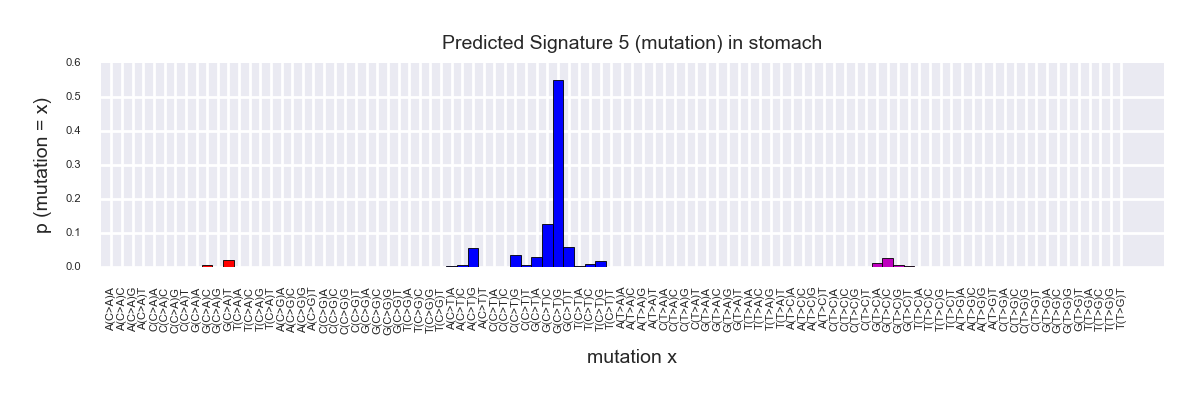 Predicted Signature 5 (mutation) in stomach
0.6
0.5
0.4
0.3
0.2
0.1
0.0
p (mutation = x)
A(C>A)A
A(C>A)C
A(C>A)G
A(C>A)T
C(C>A)A
C(C>A)C
C(C>A)G
C(C>A)T
G(C>A)A
G(C>A)C
G(C>A)G
G(C>A)T
T(C>A)A
T(C>A)C
T(C>A)G
T(C>A)T
A(C>G)A
A(C>G)C
A(C>G)G
A(C>G)T
C(C>G)A
C(C>G)C
C(C>G)G
C(C>G)T
G(C>G)A
G(C>G)C
G(C>G)G
G(C>G)T
T(C>G)A
T(C>G)C
T(C>G)G
T(C>G)T
A(C>T)A
A(C>T)C
A(C>T)G
A(C>T)T
C(C>T)A
C(C>T)C
C(C>T)G
C(C>T)T
G(C>T)A
G(C>T)C
G(C>T)G
G(C>T)T
T(C>T)A
T(C>T)C
T(C>T)G
T(C>T)T
A(T>A)A
A(T>A)C
A(T>A)G
A(T>A)T
C(T>A)A
C(T>A)C
C(T>A)G
C(T>A)T
G(T>A)A
G(T>A)C
G(T>A)G
G(T>A)T
T(T>A)A
T(T>A)C
T(T>A)G
T(T>A)T
A(T>C)A
A(T>C)C
A(T>C)G
A(T>C)T
C(T>C)A
C(T>C)C
C(T>C)G
C(T>C)T
G(T>C)A
G(T>C)C
G(T>C)G
G(T>C)T
T(T>C)A
T(T>C)C
T(T>C)G
T(T>C)T
A(T>G)A
A(T>G)C
A(T>G)G
A(T>G)T
C(T>G)A
C(T>G)C
C(T>G)G
C(T>G)T
G(T>G)A
G(T>G)C
G(T>G)G
G(T>G)T
T(T>G)A
T(T>G)C
T(T>G)G
T(T>G)T
mutation x